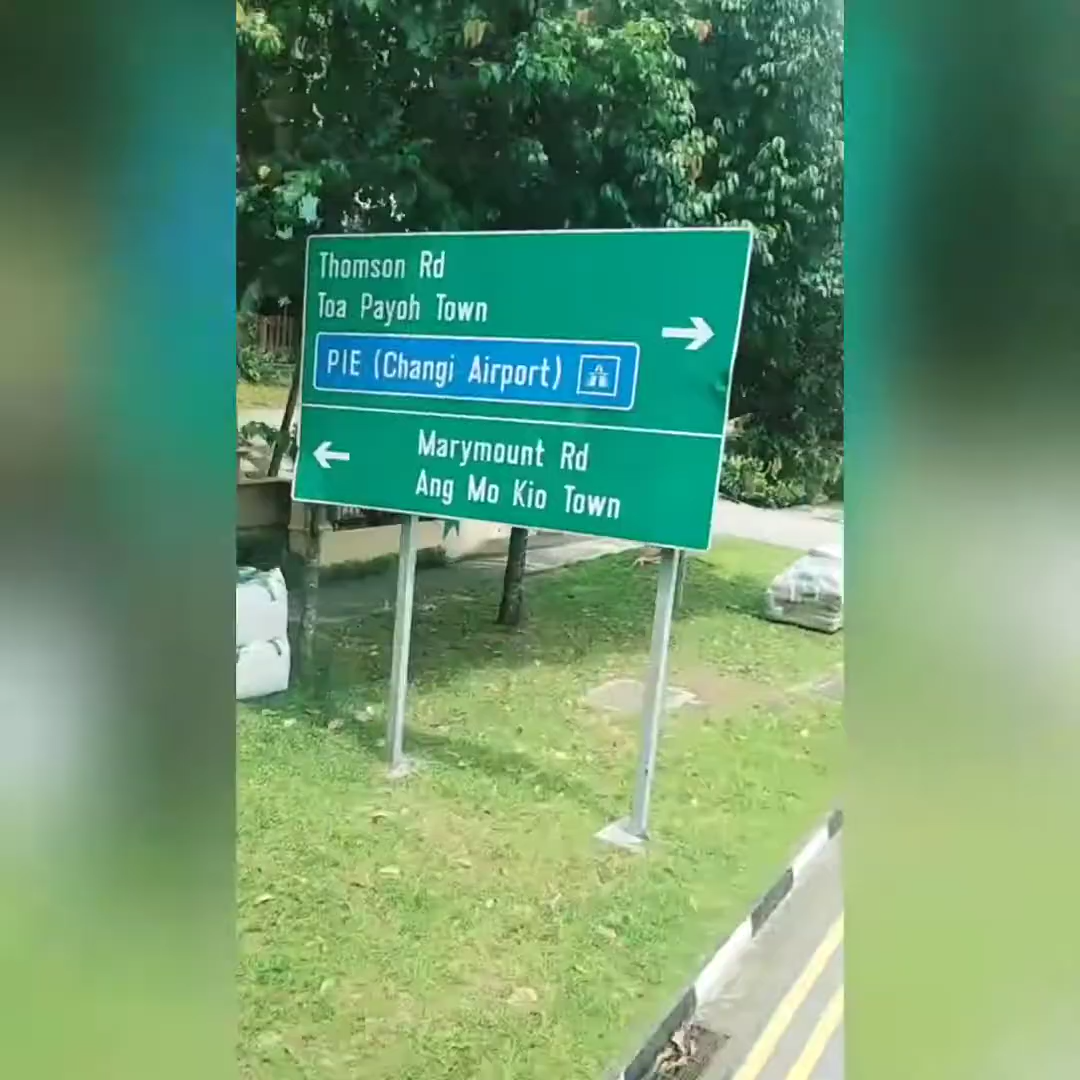 Thomson Rd
Toa Payoh Town
PIE (Changi Airport)
Marymount Rd
Ang Mo Kio Town